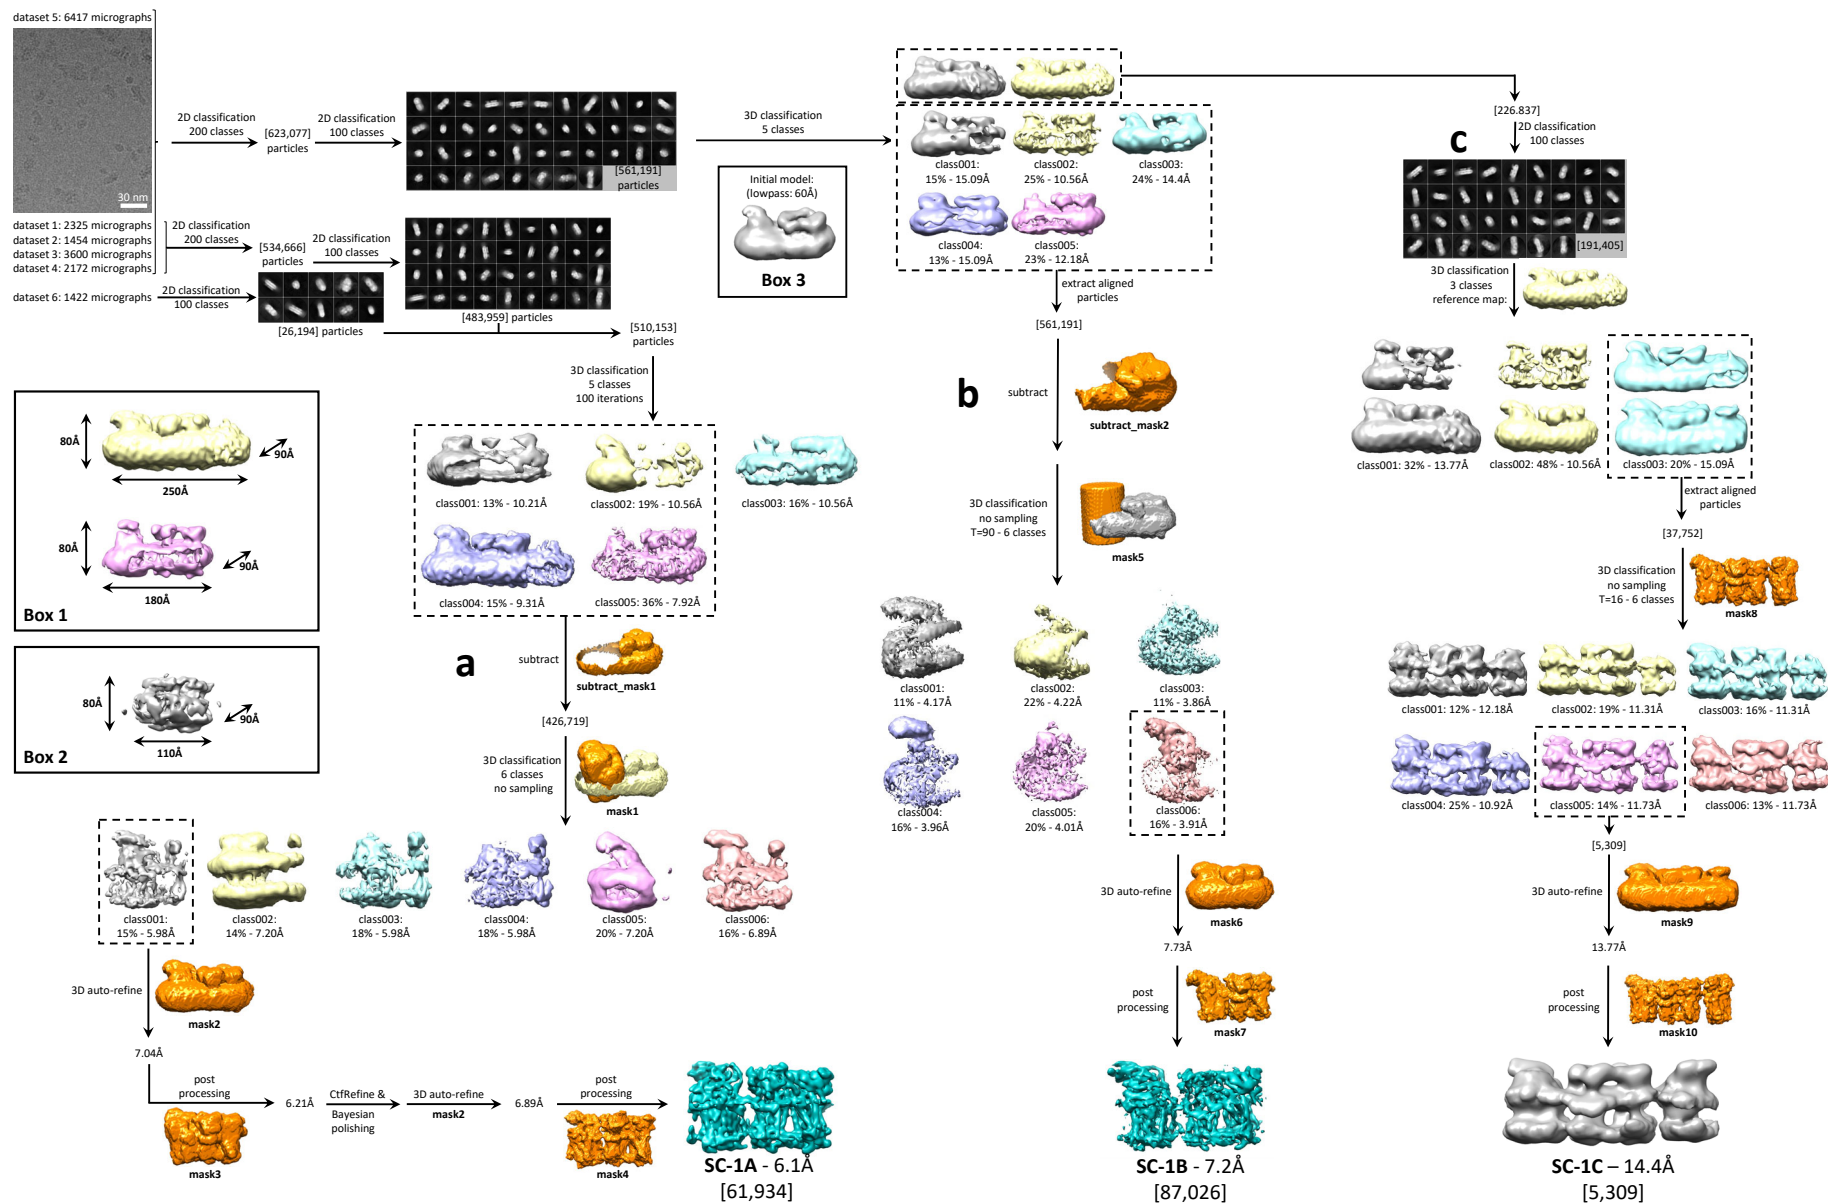 dataset 5: 6417 micrographs
30 nm
dataset 1: 2325 micrographs
dataset 2: 1454 micrographs
dataset 3: 3600 micrographs
dataset 4: 2172 micrographs
dataset 6: 1422 micrographs
2D classification
200 classes
[623,077]
particles
2D classification
100 classes
[561,191]
particles
2D classification
200 classes
[534,666]
particles
2D classification
100 classes
[483,959] particles
2D classification
100 classes
[26,194] particles
[510,153]
particles
3D classification
5 classes
Initial model:
(lowpass: 60Å)
Box 3
class001:
15% - 15.09Å
class002:
25% - 10.56Å
class003:
24% - 14.4Å
class004:
13% - 15.09Å
class005:
23% - 12.18Å
Box 1
80Å
90Å
250Å
80Å
90Å
180Å
Box 2
80Å
90Å
110Å
3D classification
5 classes
100 iterations
class001: 13% - 10.21Å
class002: 19% - 10.56Å
class003: 16% - 10.56Å
class004: 15% - 9.31Å
class005: 36% - 7.92Å
a
subtract
subtract_mask1
[426,719]
3D classification
6 classes
no sampling
mask1
class001:
15% - 5.98Å
class002:
14% - 7.20Å
class003:
18% - 5.98Å
class004:
18% - 5.98Å
class005:
20% - 7.20Å
class006:
16% - 6.89Å
3D auto-refine
mask2
7.04Å
post
processing
mask3
6.21Å
CtfRefine &
Bayesian
polishing
3D auto-refine
mask2
6.89Å
post
processing
mask4
SC-1A - 6.1Å
[61,934]
extract aligned
particles
[561,191]
b
subtract
subtract_mask2
3D classification
no sampling
T=90 - 6 classes
mask5
class001:
11% - 4.17Å
class002:
22% - 4.22Å
class003:
11% - 3.86Å
class004:
16% - 3.96Å
class005:
20% - 4.01Å
class006:
16% - 3.91Å
3D auto-refine
mask6
7.73Å
post
processing
mask7
SC-1B - 7.2Å
[87,026]
[226.837]
c
2D classification
100 classes
[191,405]
3D classification
3 classes
reference map:
class001: 32% - 13.77Å
class002: 48% - 10.56Å
class003: 20% - 15.09Å
extract aligned
particles
[37,752]
3D classification
no sampling
T=16 - 6 classes
mask8
class001: 12% - 12.18Å
class002: 19% - 11.31Å
class003: 16% - 11.31Å
class004: 25% - 10.92Å
class005: 14% - 11.73Å
class006: 13% - 11.73Å
[5,309]
3D auto-refine
mask9
13.77Å
post
processing
mask10
SC-1C – 14.4Å
[5,309]